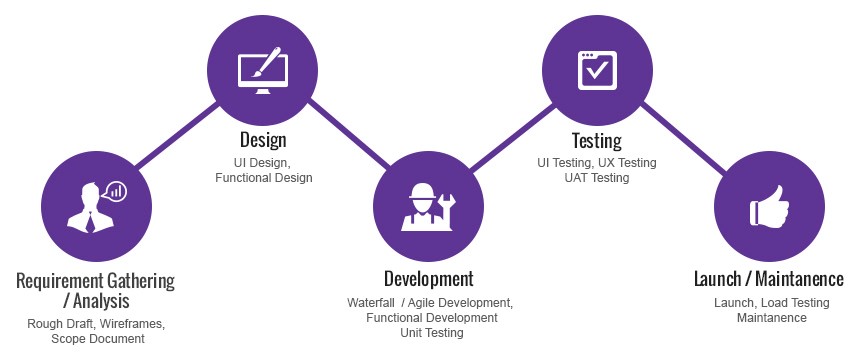 Requirement Gathering
/ Analysis
Rough Draft, Wireframes,
Scope Document
Design
UI Design,
Functional Design
Development
Waterfall / Agile Development,
Functional Development
Unit Testing
Testing
UI Testing, UX Testing
UAT Testing
Launch / Maintanence
Launch, Load Testing
Maintanence